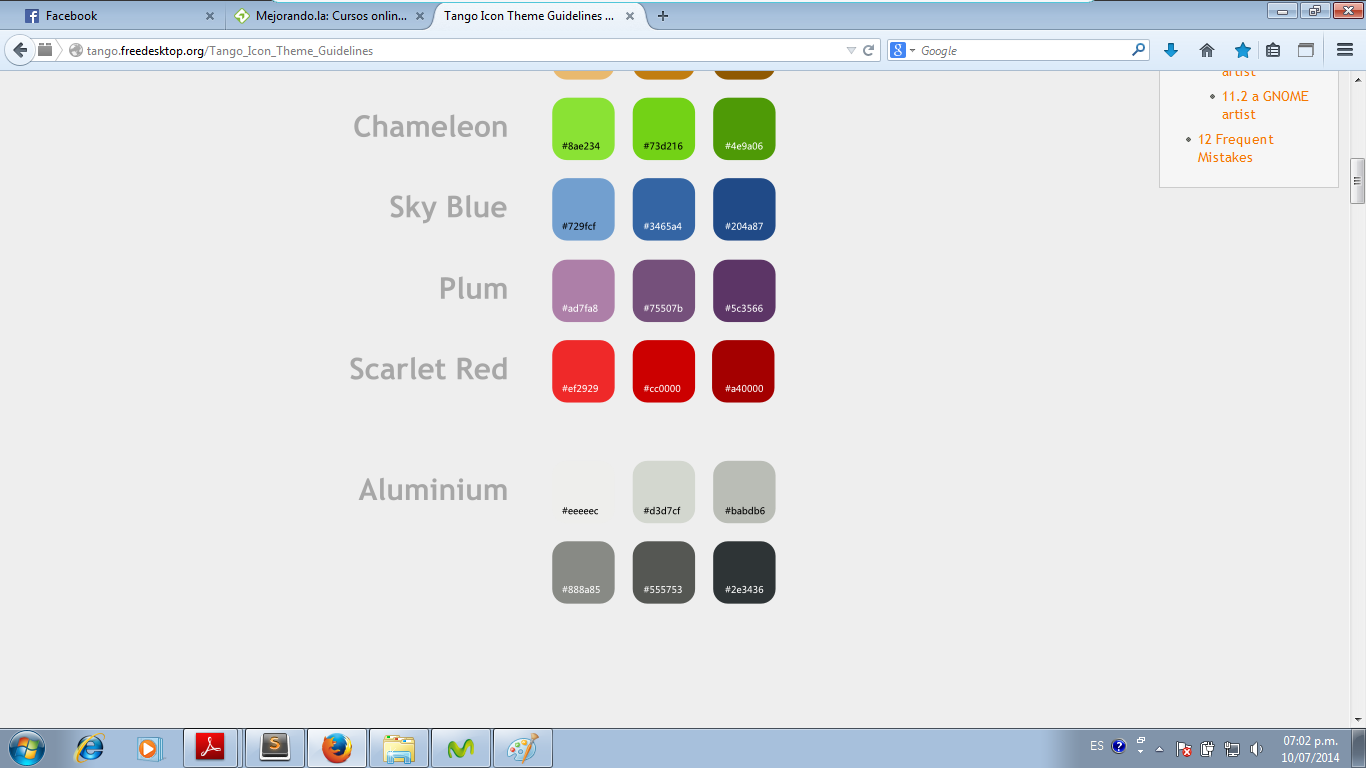 Facebook
Mejorando.la: Cursos onlin...
Tango Icon Theme Guidelines ...
tango.freedesktop.org/Tango_Icon_Theme_Guidelines
Google
artist
11.2 a GNOME
artist
12 Frequent
Mistakes
Chameleon
#8ae234 #73d216 #4e9a06
Sky Blue
#729fcf #3465a4 #204a87
Plum
#ad7fa8 #75507b #5c3566
Scarlet Red
#ef2929 #cc0000 #a40000
Aluminium
#eeeeec #d3d7cf #babdb6
#888a85 #555753 #2e3436
ES
07:02 p.m.
10/07/2014